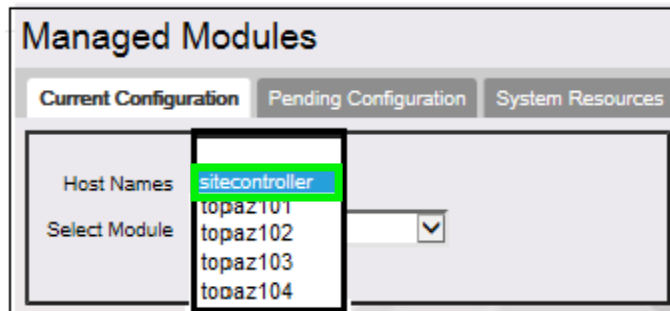 Managed Modules
Current Configuration Pending Configuration System Resources
Host Names sitecontroller
topaz101
Select Module topaz102
topaz103
topaz104